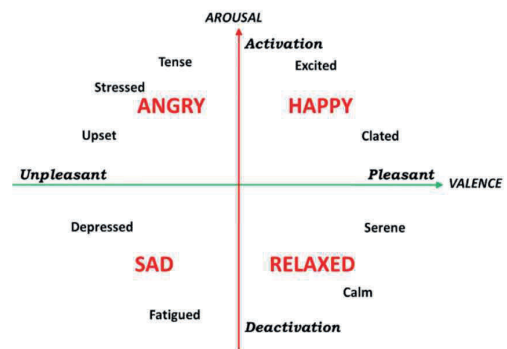 AROUSAL
Activation
Tense
Excited
Stressed
ANGRY
HAPPY
Upset
Clated
Unpleasant
Pleasant
VALENCE
Depressed
Serene
SAD
RELAXED
Calm
Fatigued
Deactivation